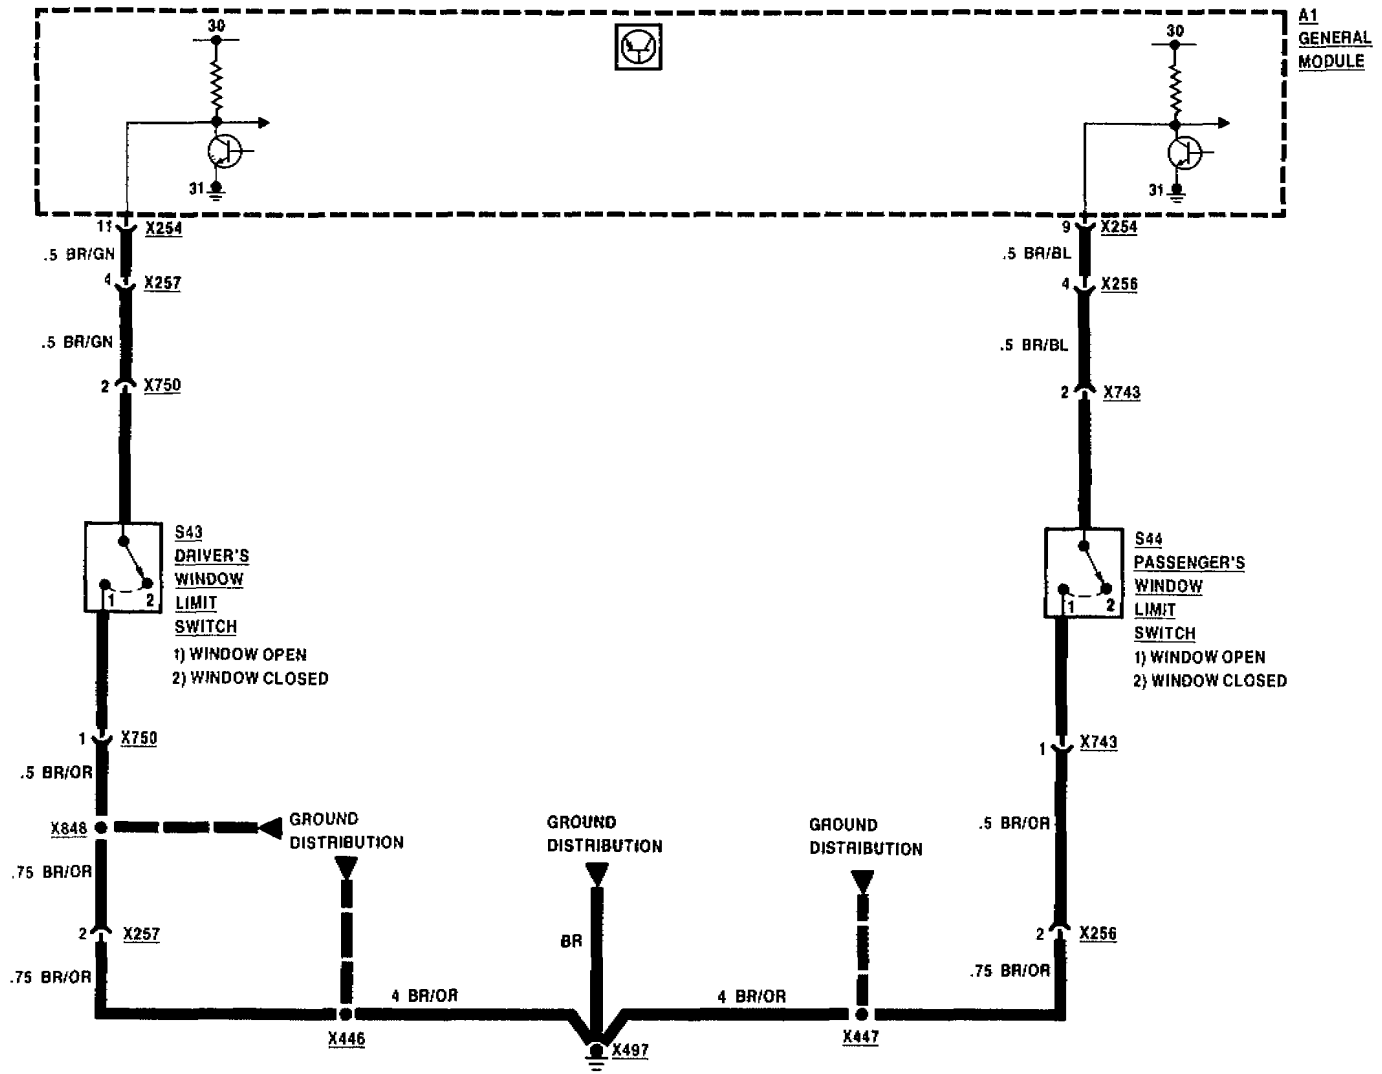 30
30
A1
GENERAL
MODULE
31
31
11 X254
9 X254
.5 BR/GN
.5 BR/BL
4 X257
4 X256
.5 BR/GN
.5 BR/BL
2 X750
2 X743
S43
DRIVER'S
WINDOW
LIMIT
SWITCH
1) WINDOW OPEN
2) WINDOW CLOSED
1 2
S44
PASSENGER'S
WINDOW
LIMIT
SWITCH
1) WINDOW OPEN
2) WINDOW CLOSED
1 2
1 X750
1 X743
.5 BR/OR
X848
GROUND
DISTRIBUTION
GROUND
DISTRIBUTION
GROUND
DISTRIBUTION
.5 BR/OR
.75 BR/OR
2 X257
BR
2 X256
.75 BR/OR
.75 BR/OR
4 BR/OR
4 BR/OR
X446
X497
X447